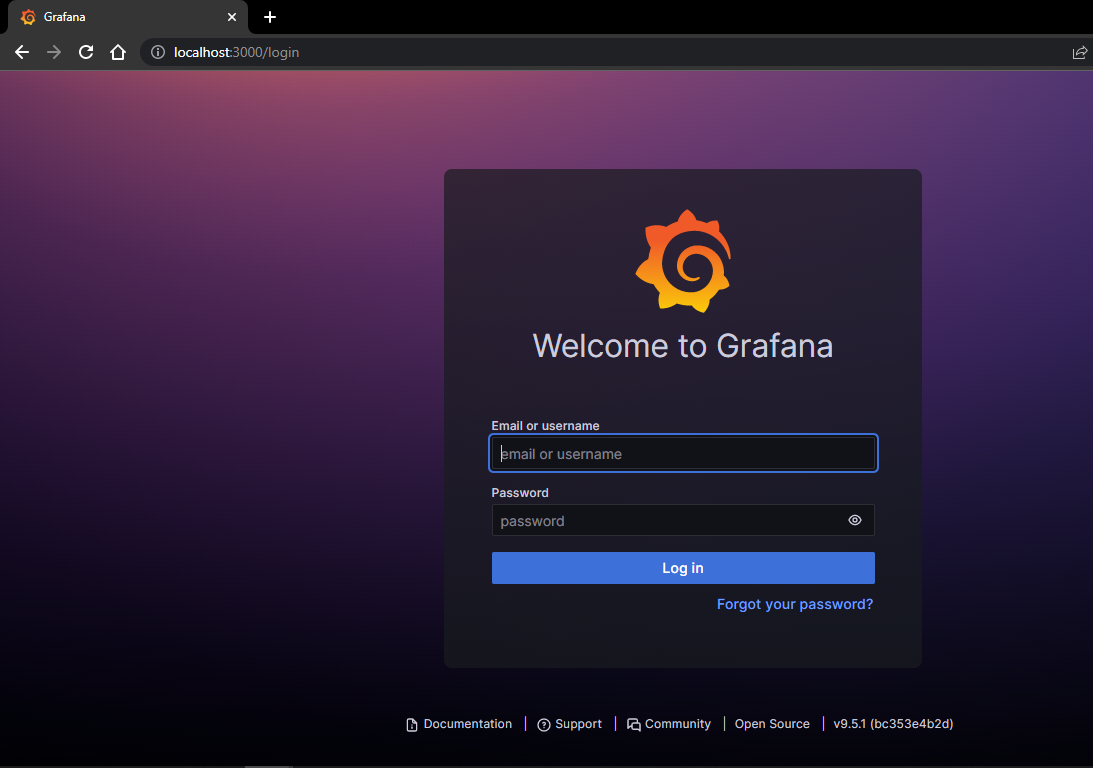 Grafana
localhost:3000/login
Welcome to Grafana
Email or username
email or username
Password
password
Log in
Forgot your password?
Documentation | Support | Community | Open Source | v9.5.1 (bc353e4b2d)